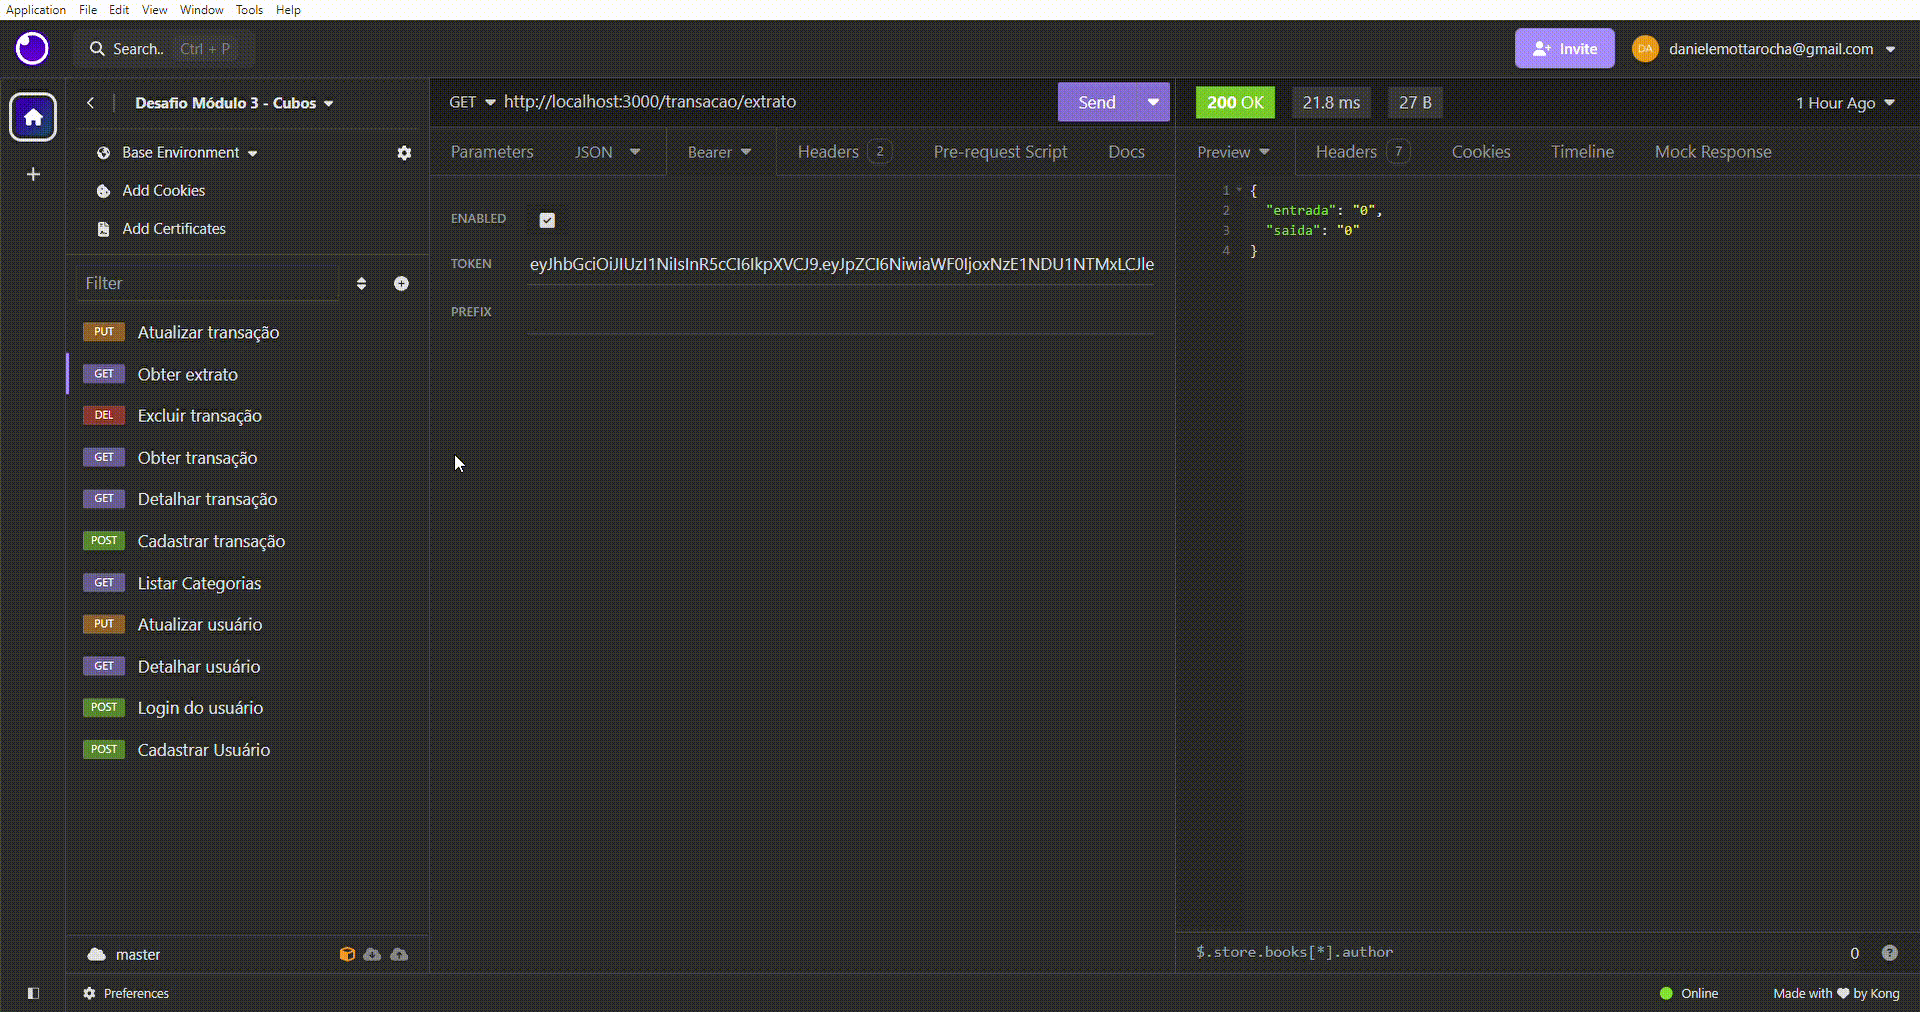 Application File Edit View Window Tools Help
Search.. Ctrl + P
Invite
DA danielemottarocha@gmail.com
Desafio Módulo 3 - Cubos
Base Environment
Add Cookies
Add Certificates
Filter
PUT Atualizar transação
GET Obter extrato
DEL Excluir transação
GET Obter transação
GET Detalhar transação
POST Cadastrar transação
GET Listar Categorias
PUT Atualizar usuário
GET Detalhar usuário
POST Login do usuário
POST Cadastrar Usuário
master
GET http://localhost:3000/transacao/extrato Send
Parameters JSON Bearer Headers 2 Pre-request Script Docs
ENABLED
TOKEN eyJhbGciOiJIUzI1NiIsInR5cCI6IkpXVCJ9.eyJpZCI6NiwiaWF0IjoxNzE1NDU1NTMxLCJle
PREFIX
200 OK 21.8 ms 27 B 1 Hour Ago
Preview Headers 7 Cookies Timeline Mock Response
1 {
2 "entrada": "0",
3 "saida": "0"
4 }
$.store.books[*].author 0 ?
Preferences Online Made with by Kong